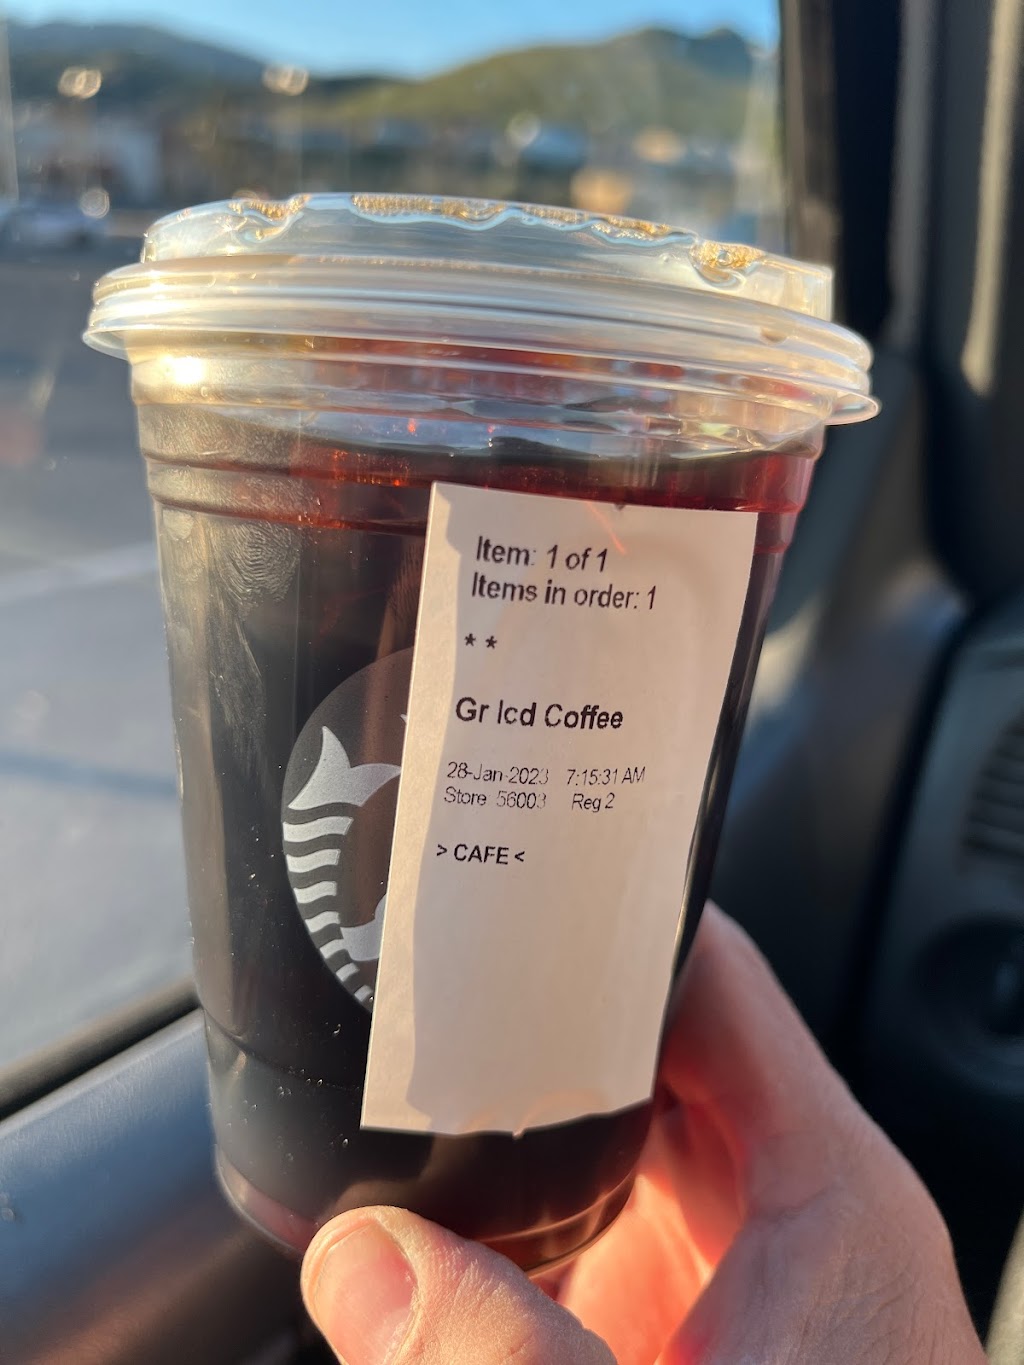 Item: 1 of 1
Items in order: 1
* *
Gr Icd Coffee
28-Jan-2023 7:15:31 AM
Store 56003 Reg 2
> CAFE <